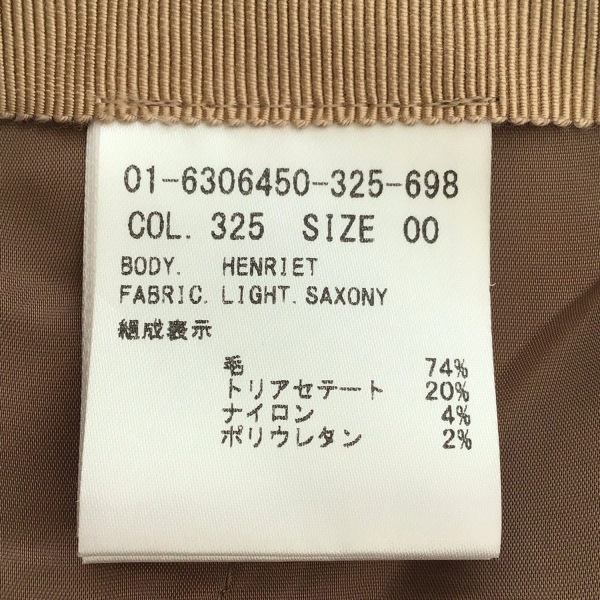 01-6306450-325-698
COL. 325 SIZE 00
BODY. HENRIET
FABRIC. LIGHT. SAXONY
組成表示
毛 74%
トリアセテート 20%
ナイロン 4%
ポリウレタン 2%